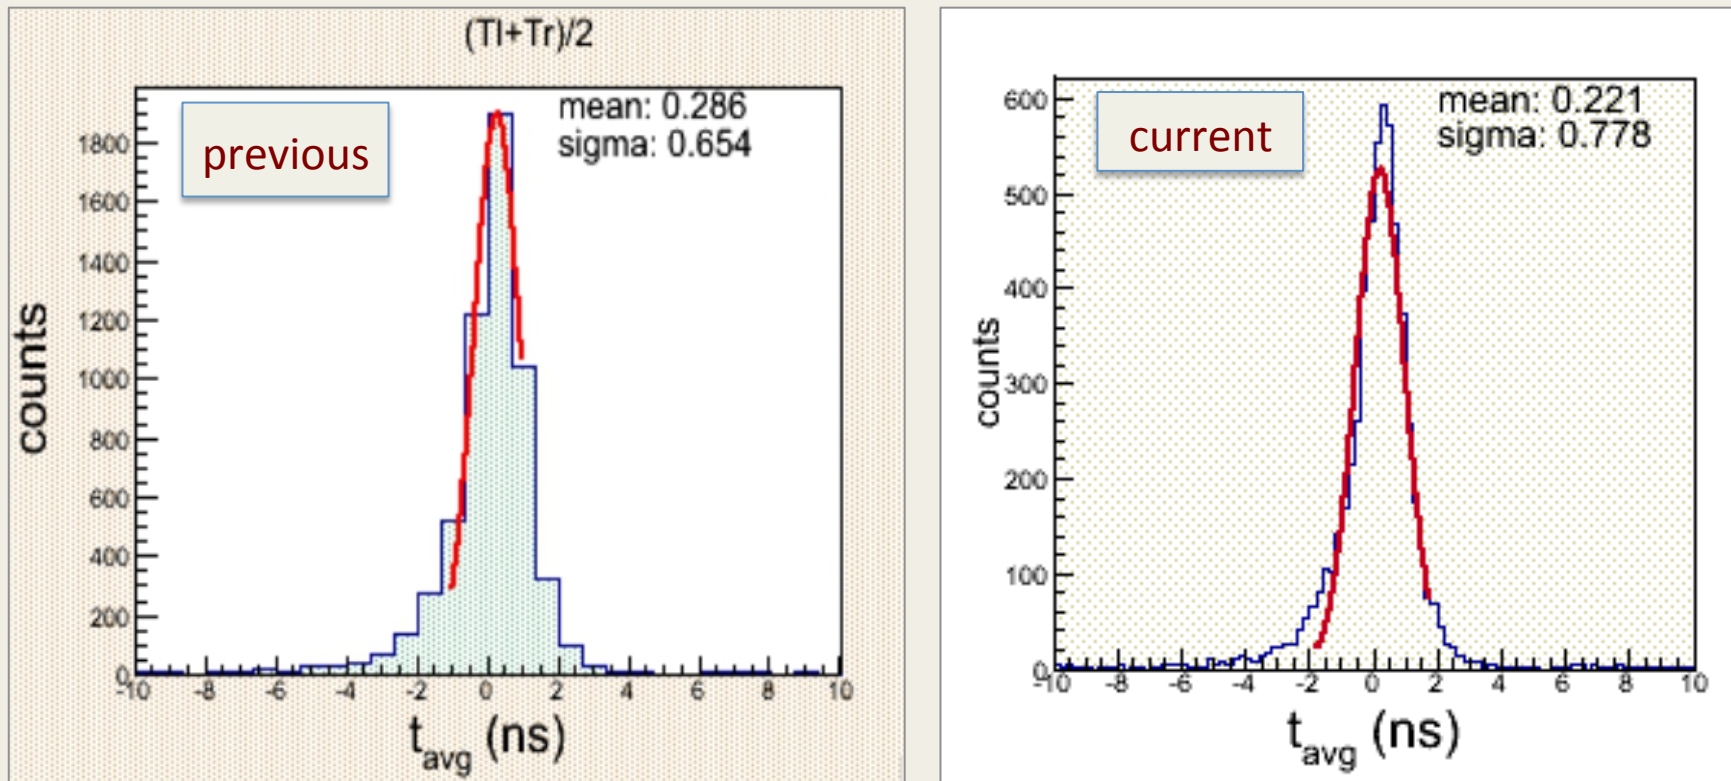 (Tl+Tr)/2
previous
mean: 0.286
sigma: 0.654
counts
1800
1600
1400
1200
1000
800
600
400
200
0
-10 -8 -6 -4 -2 0 2 4 6 8 10
tavg (ns)
current
mean: 0.221
sigma: 0.778
counts
600
500
400
300
200
100
0
-10 -8 -6 -4 -2 0 2 4 6 8 10
tavg (ns)